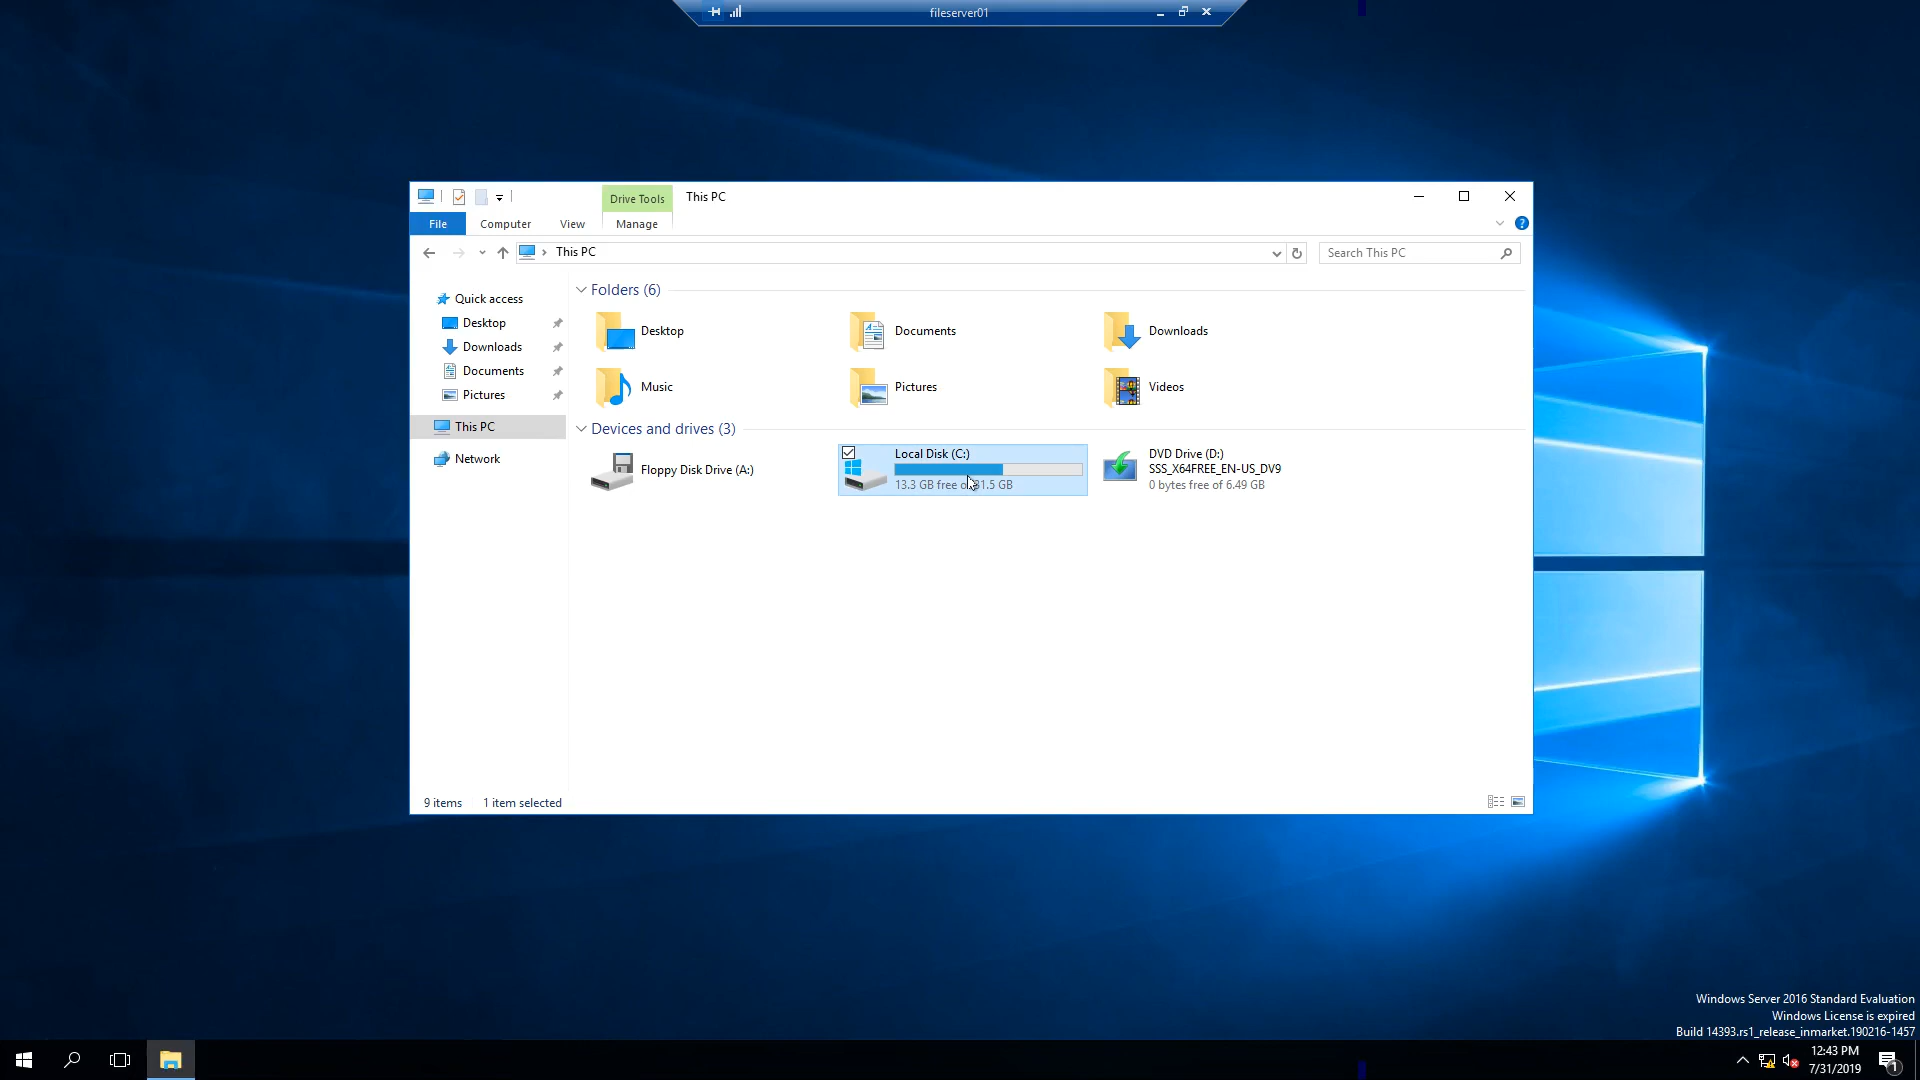 fileserver01
Drive Tools
This PC
File
Computer
View
Manage
This PC
Search This PC
Quick access
Desktop
Downloads
Documents
Pictures
This PC
Network
Folders (6)
Desktop
Documents
Downloads
Music
Pictures
Videos
Devices and drives (3)
Floppy Disk Drive (A:)
Local Disk (C:)
13.3 GB free of 31.5 GB
DVD Drive (D:)
SSS_X64FREE_EN-US_DV9
0 bytes free of 6.49 GB
9 items
1 item selected
Windows Server 2016 Standard Evaluation
Windows License is expired
Build 14393.rs1_release_inmarket.190216-1457
12:43 PM
7/31/2019
1